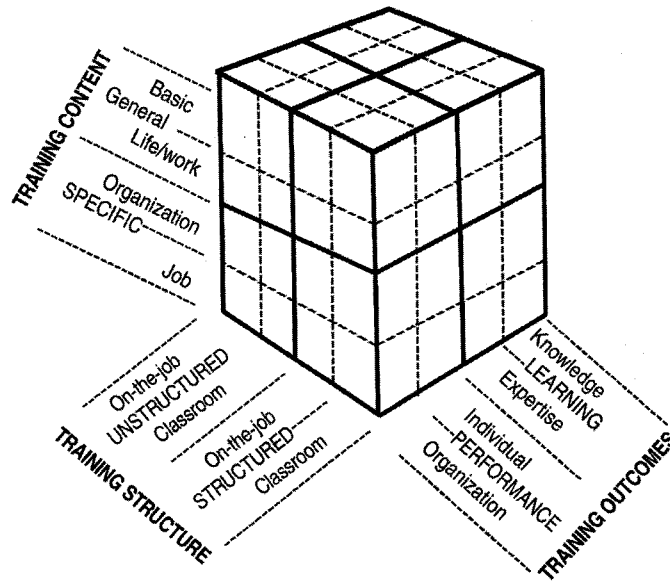 TRAINING CONTENT
Basic
General
Life/work
Organization
SPECIFIC
Job
On-the-job
UNSTRUCTURED
Classroom
On-the-job
STRUCTURED
Classroom
TRAINING STRUCTURE
Knowledge
LEARNING
Expertise
Individual
PERFORMANCE
Organization
TRAINING OUTCOMES